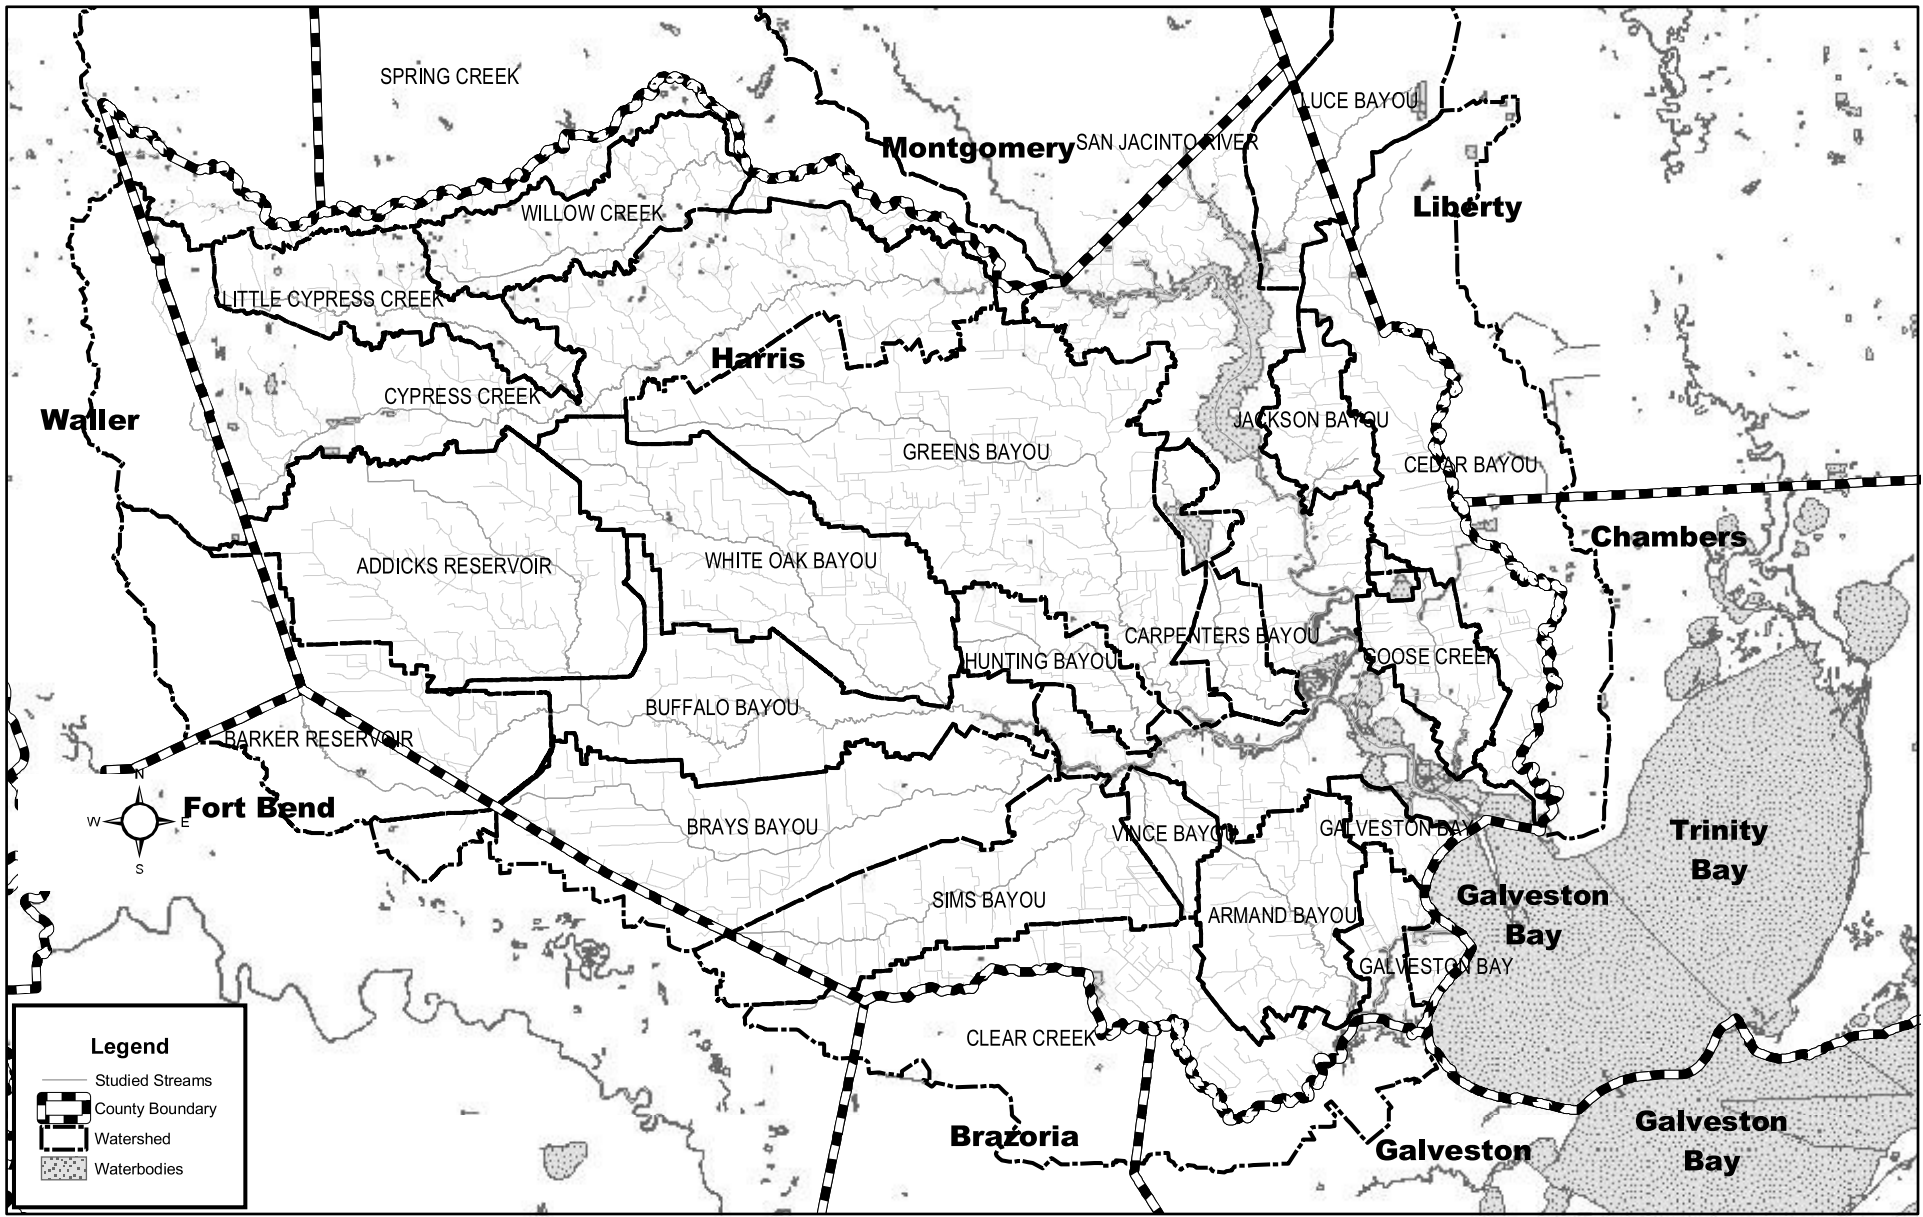 SPRING CREEK
LUCE BAYOU
Montgomery
SAN JACINTO RIVER
Liberty
WILLOW CREEK
LITTLE CYPRESS CREEK
Harris
CYPRESS CREEK
Waller
JACKSON BAYOU
GREENS BAYOU
CEDAR BAYOU
Chambers
WHITE OAK BAYOU
ADDICKS RESERVOIR
CARPENTERS BAYOU
HUNTING BAYOU
GOOSE CREEK
BUFFALO BAYOU
BARKER RESERVOIR
N
W
E
S
Fort Bend
BRAYS BAYOU
VINCE BAYOU
GALVESTON BAY
Trinity
Bay
SIMS BAYOU
ARMAND BAYOU
Galveston
Bay
GALVESTON BAY
CLEAR CREEK
Brazoria
Galveston
Galveston
Bay
Legend
Studied Streams
County Boundary
Watershed
Waterbodies